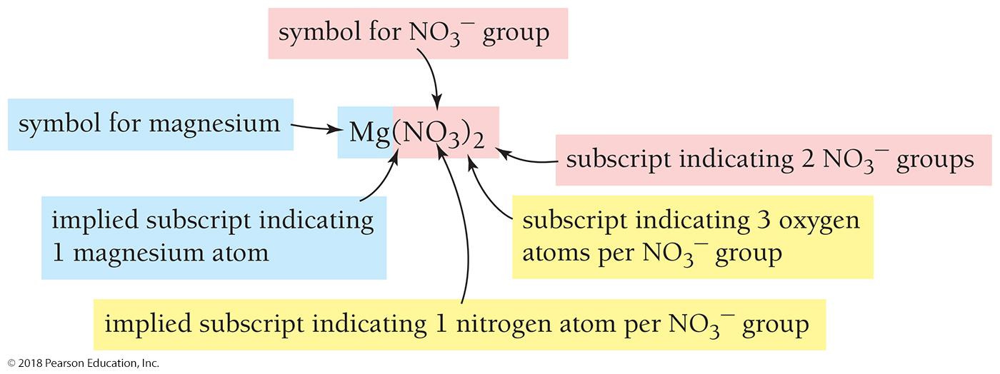 symbol for NO₃⁻ group
symbol for magnesium
Mg(NO₃)₂
subscript indicating 2 NO₃⁻ groups
implied subscript indicating
1 magnesium atom
subscript indicating 3 oxygen
atoms per NO₃⁻ group
implied subscript indicating 1 nitrogen atom per NO₃⁻ group
© 2018 Pearson Education, Inc.